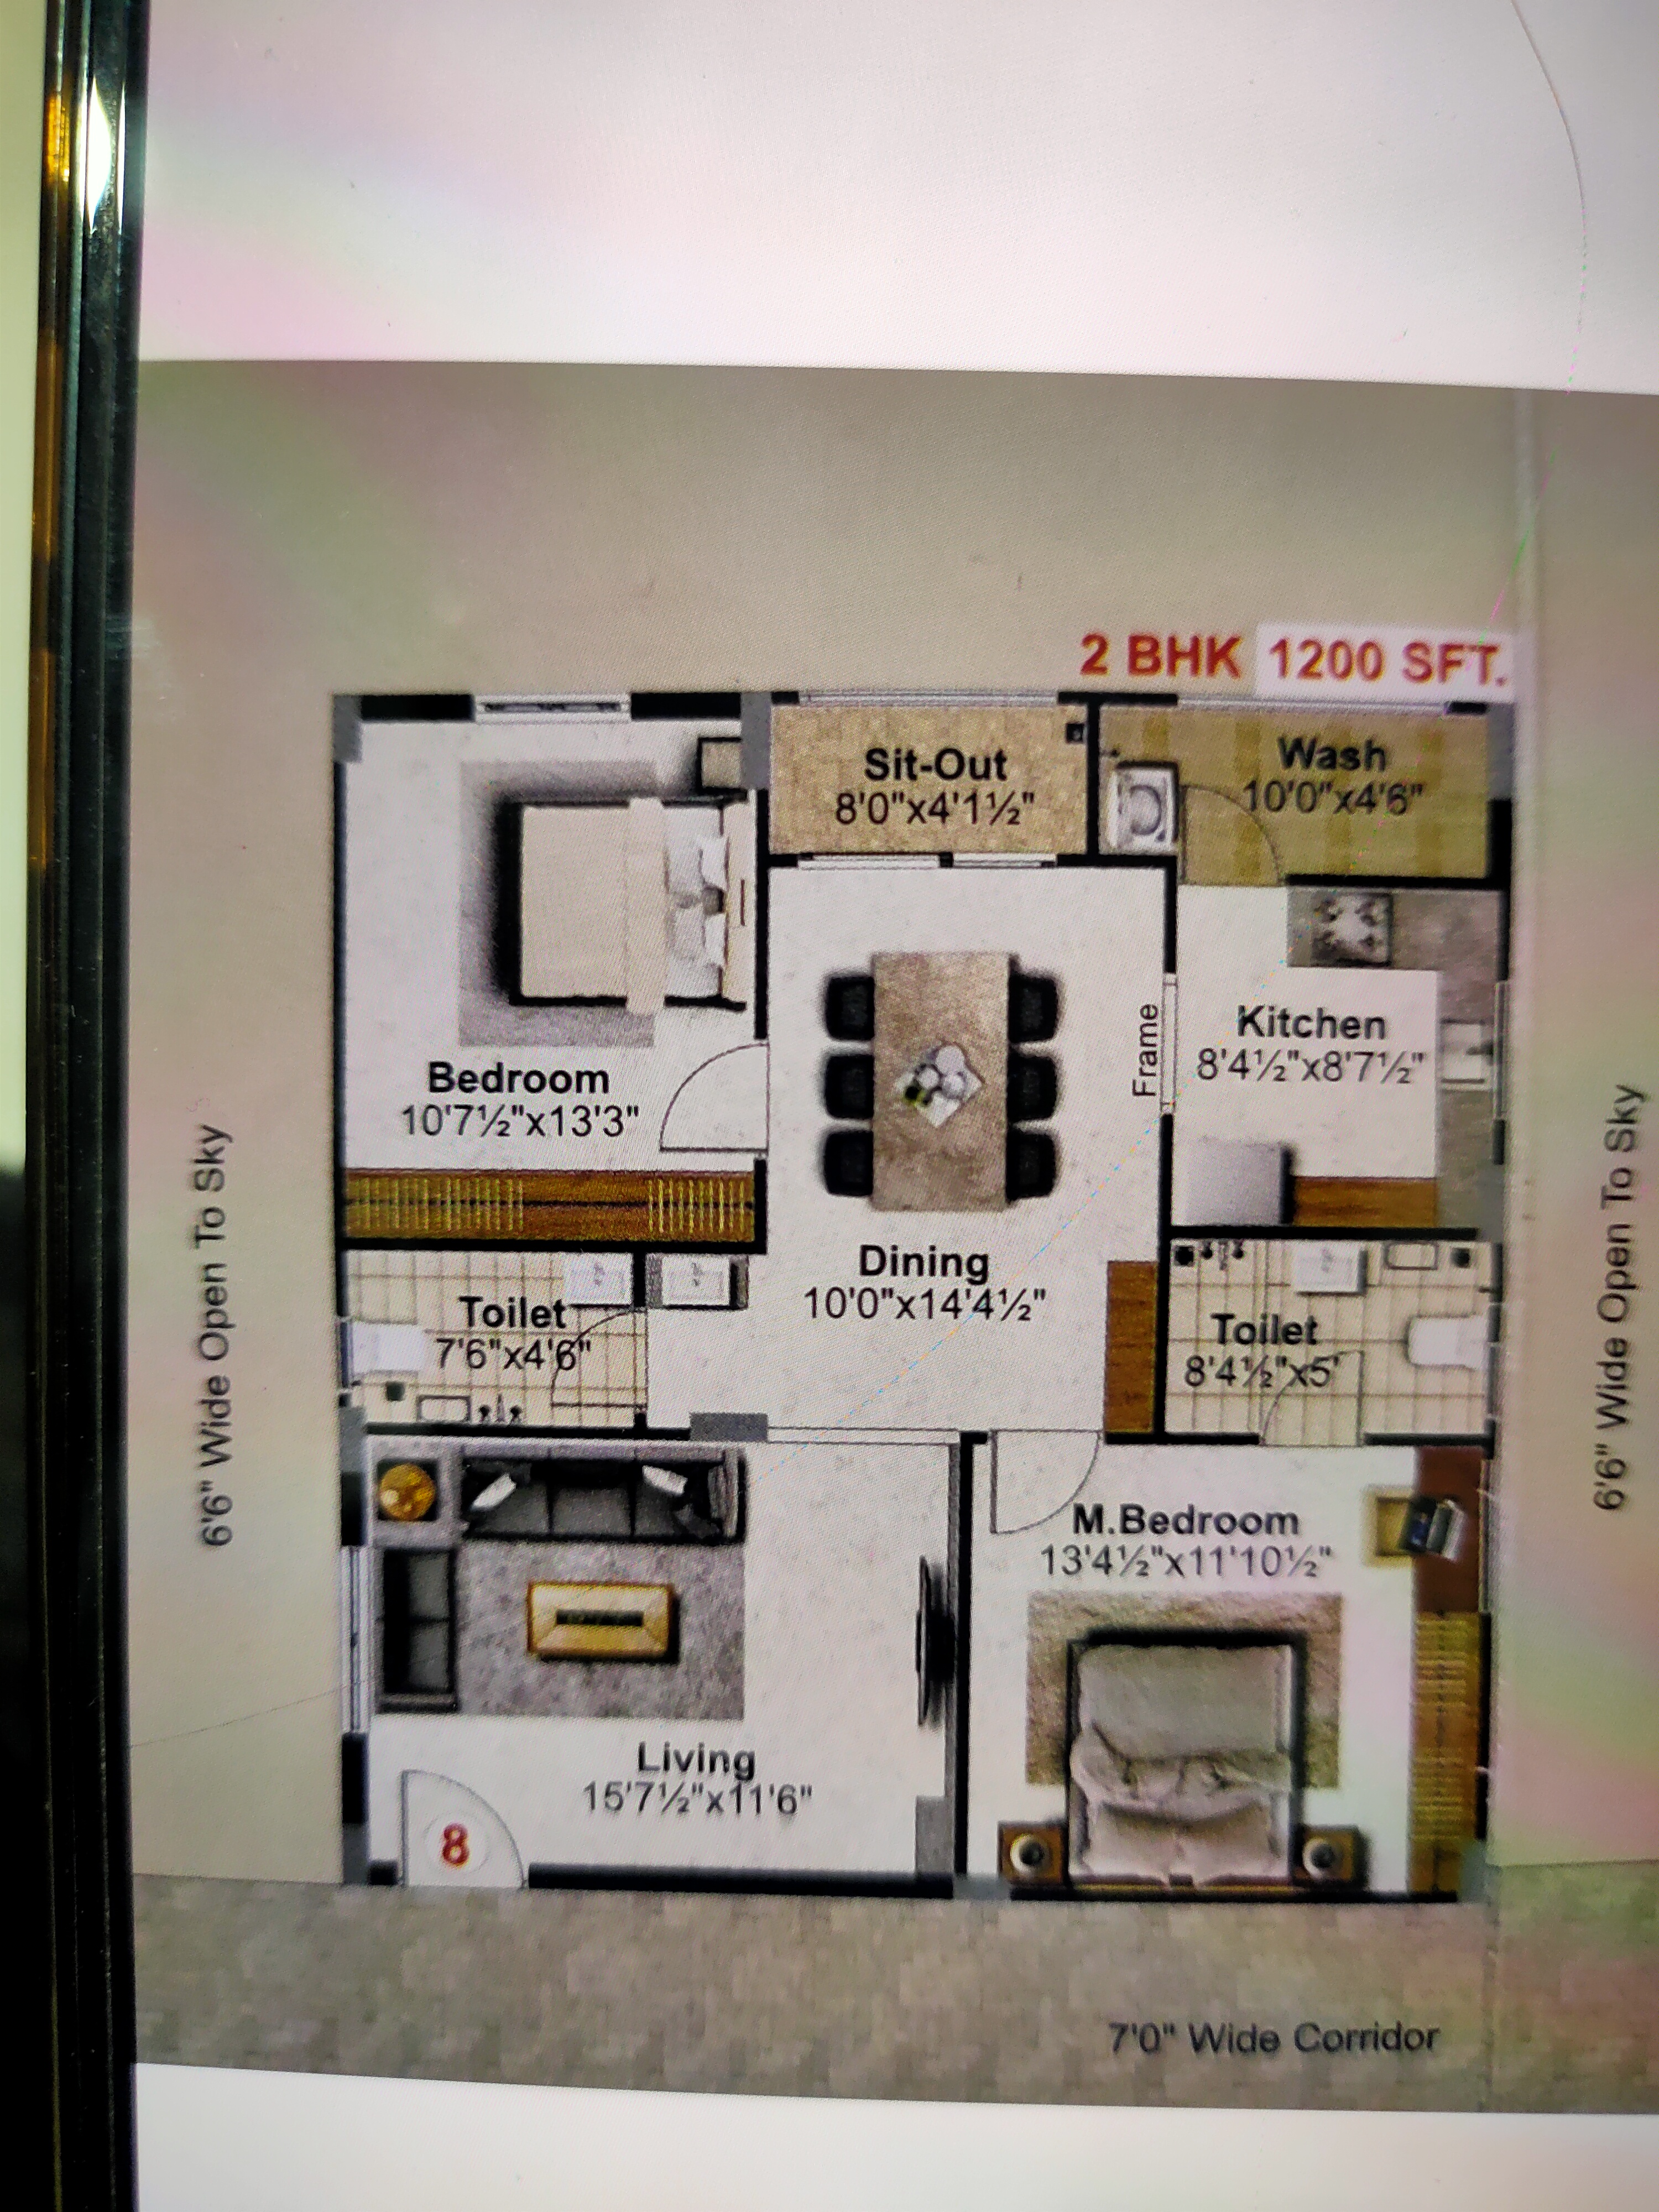 2 BHK 1200 SFT.
Sit-Out
8'0"x4'1½"
Wash
10'0"x4'6"
Bedroom
10'7½"x13'3"
Frame
Kitchen
8'4½"x8'7½"
6'6" Wide Open To Sky
6'6" Wide Open To Sky
Dining
10'0"x14'4½"
Toilet
7'6"x4'6"
Toilet
8'4½"x5'
M.Bedroom
13'4½"x11'10½"
Living
15'7½"x11'6"
8
7'0" Wide Corridor